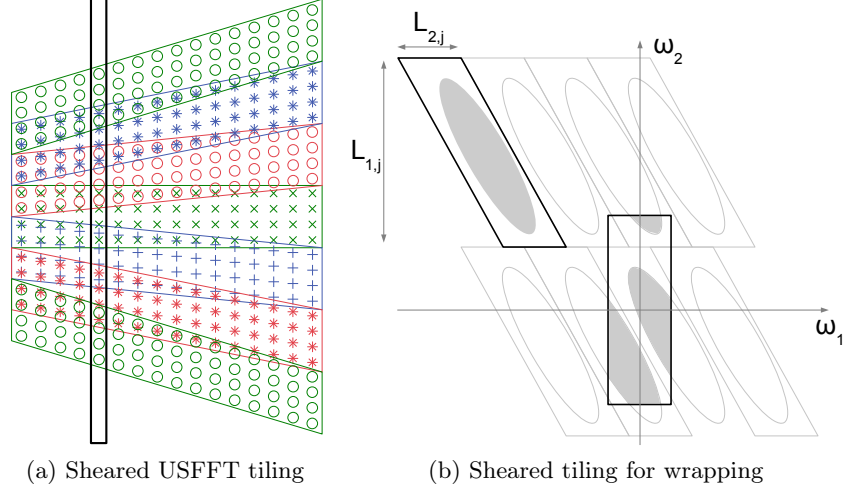 L2,j
ω2
L1,j
ω1
(a) Sheared USFFT tiling
(b) Sheared tiling for wrapping